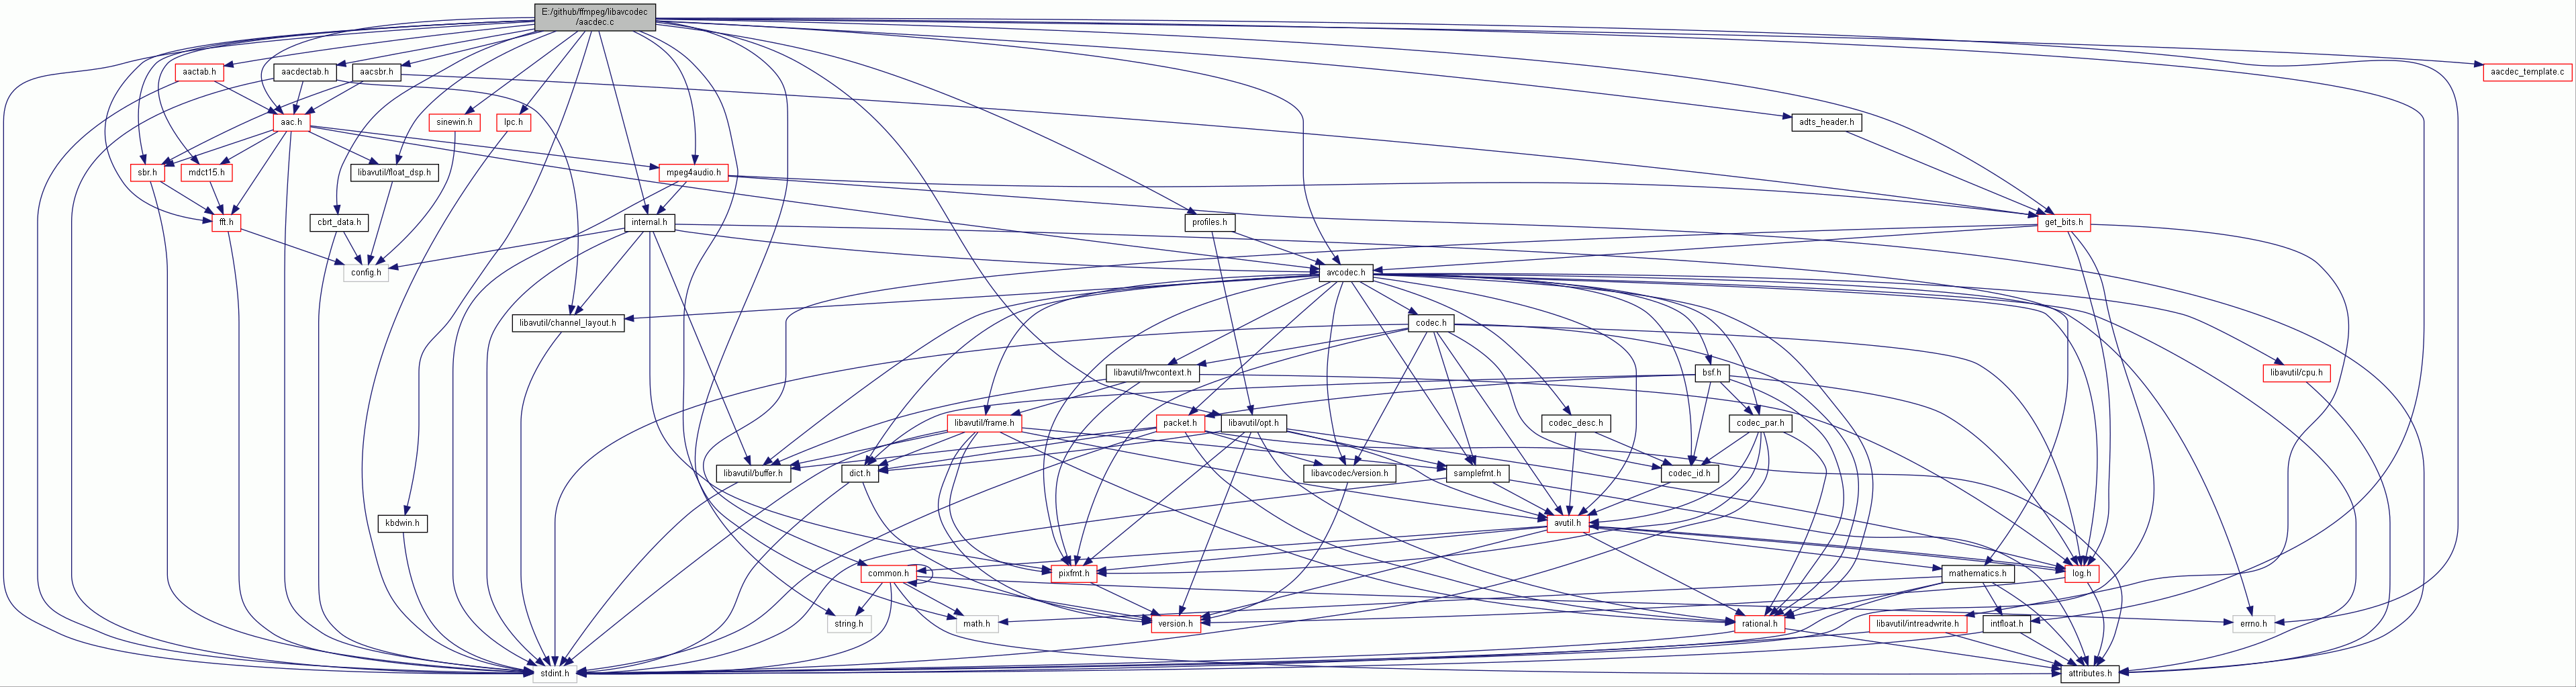 E:/github/ffmpeg/libavcodec
/aacdec.c
aactab.h
aacdectab.h
aacsbr.h
aacdec_template.c
aac.h
sinewin.h
lpc.h
adts_header.h
sbr.h
mdct15.h
libavutil/float_dsp.h
mpeg4audio.h
fft.h
cbrt_data.h
internal.h
profiles.h
get_bits.h
config.h
avcodec.h
libavutil/channel_layout.h
codec.h
libavutil/hwcontext.h
bsf.h
libavutil/cpu.h
libavutil/frame.h
packet.h
libavutil/opt.h
codec_desc.h
codec_par.h
libavutil/buffer.h
dict.h
libavcodec/version.h
samplefmt.h
codec_id.h
kbdwin.h
avutil.h
common.h
pixfmt.h
mathematics.h
log.h
string.h
math.h
version.h
rational.h
libavutil/intreadwrite.h
intfloat.h
errno.h
stdint.h
attributes.h